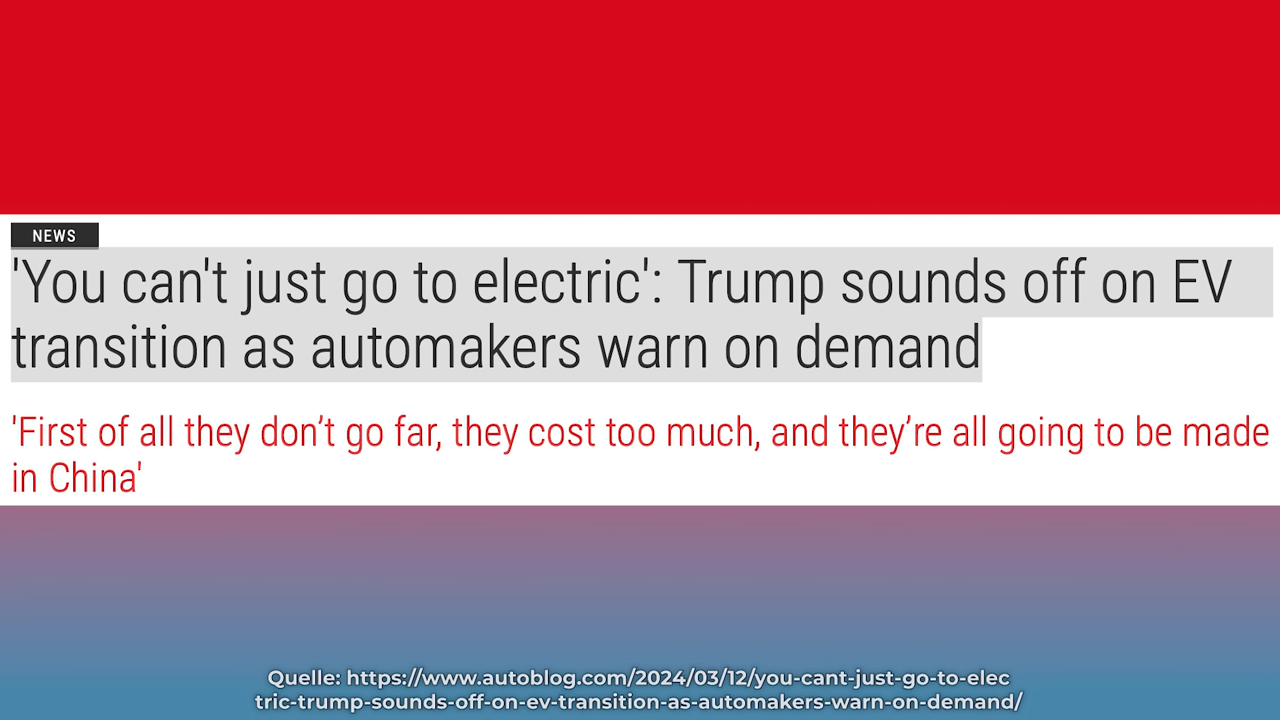 NEWS
'You can't just go to electric': Trump sounds off on EV
transition as automakers warn on demand
'First of all they don’t go far, they cost too much, and they’re all going to be made
in China'
Quelle: https://www.autoblog.com/2024/03/12/you-cant-just-go-to-elec
tric-trump-sounds-off-on-ev-transition-as-automakers-warn-on-demand/